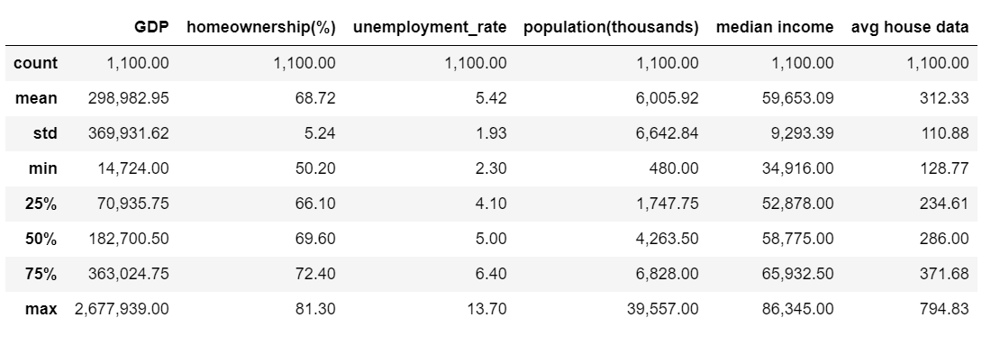 GDP homeownership(%) unemployment_rate population(thousands) median income avg house data
count 1,100.00 1,100.00 1,100.00 1,100.00 1,100.00 1,100.00
mean 298,982.95 68.72 5.42 6,005.92 59,653.09 312.33
std 369,931.62 5.24 1.93 6,642.84 9,293.39 110.88
min 14,724.00 50.20 2.30 480.00 34,916.00 128.77
25% 70,935.75 66.10 4.10 1,747.75 52,878.00 234.61
50% 182,700.50 69.60 5.00 4,263.50 58,775.00 286.00
75% 363,024.75 72.40 6.40 6,828.00 65,932.50 371.68
max 2,677,939.00 81.30 13.70 39,557.00 86,345.00 794.83